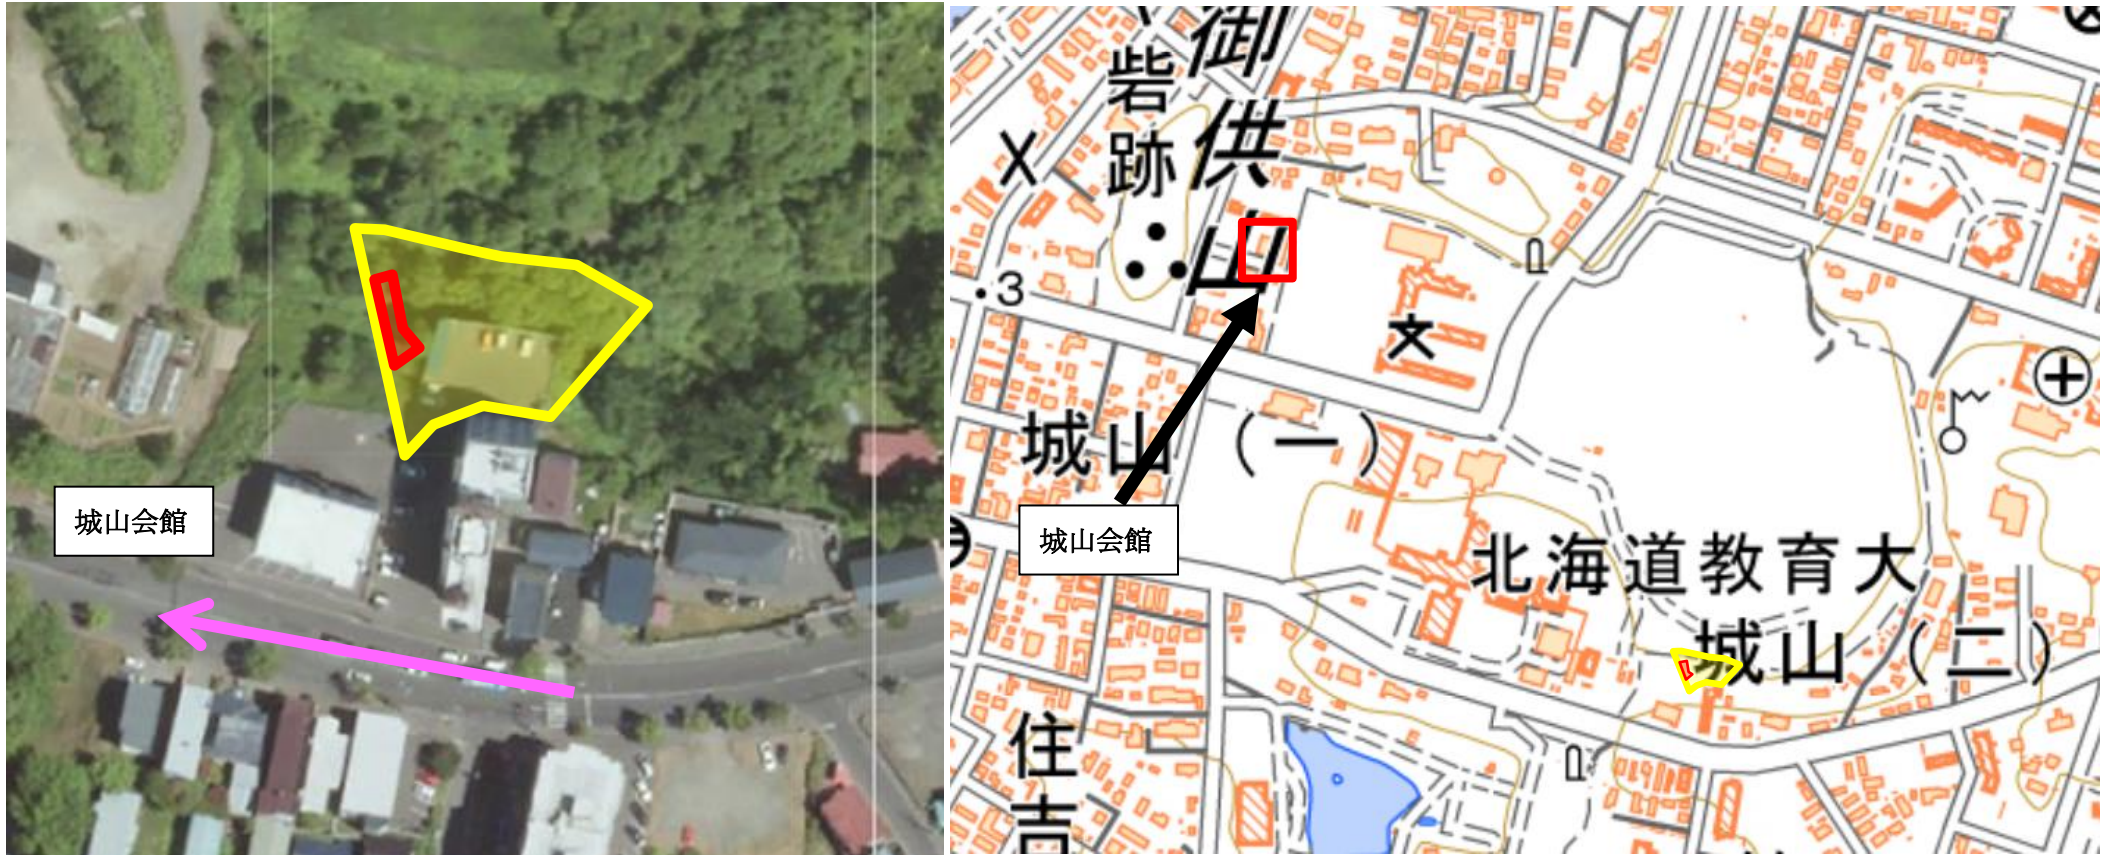 城山会館
御供山
砦跡
・3
城山（一）
城山会館
北海道教育大
城山（二）
住吉